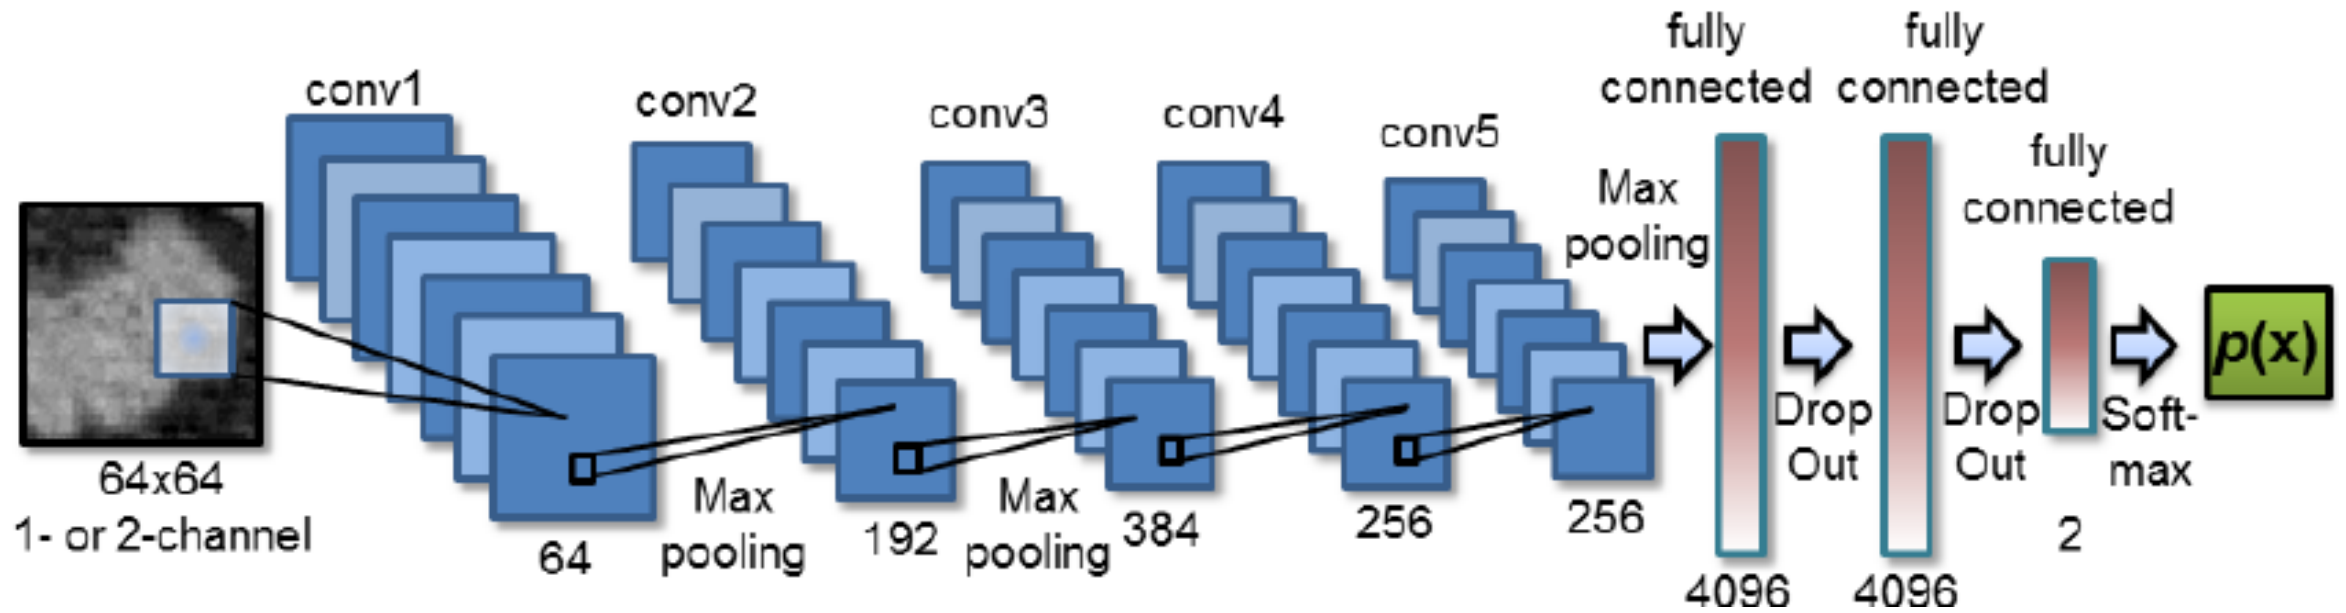 conv1
conv2
conv3
conv4
conv5
Max
pooling
fully
connected
fully
connected
fully
connected
64x64
1- or 2-channel
64
Max
pooling
192
Max
pooling
384
256
256
4096
Drop
Out
4096
Drop
Out
2
Soft-
max
p(x)